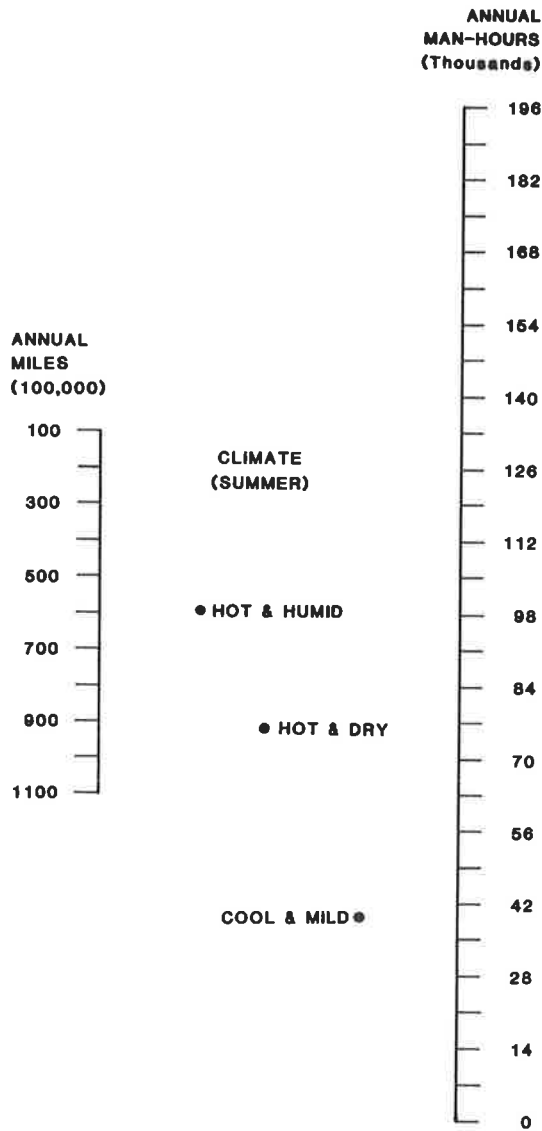 ANNUAL
MAN-HOURS
(Thousands)
196
182
168
154
ANNUAL
MILES
(100,000)
140
100
CLIMATE
(SUMMER)
126
300
112
500
HOT & HUMID
98
700
84
900
HOT & DRY
70
1100
56
42
COOL & MILD
28
14
0